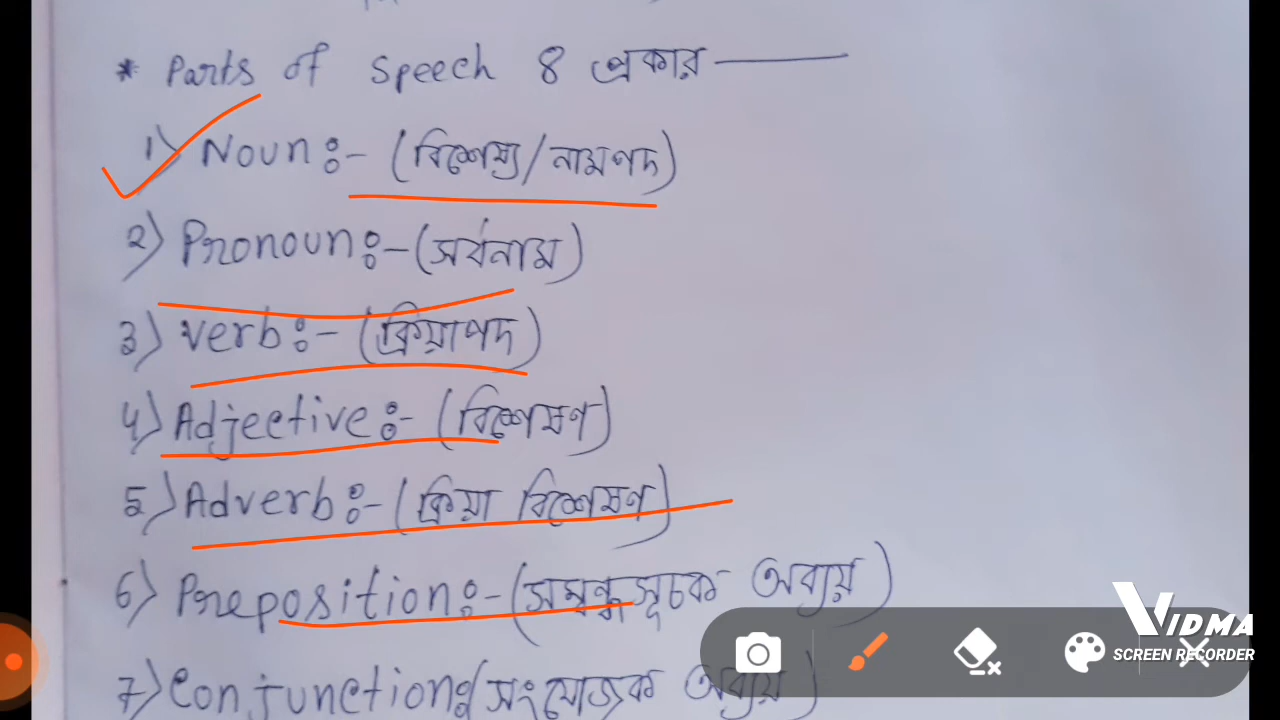 * Parts of speech 8 প্রকার —
1) Noun:- (বিশেষ্য/নামপদ)
2) Pronoun:- (সর্বনাম)
3) verb:- (ক্রিয়াপদ)
4) Adjective:- (বিশেষণ)
5) Adverb:- (ক্রিয়া বিশেষণ)
6) Preposition:- (সম্বন্ধসূচক অব্যয়)
7) Conjunction: (সংযোজক অব্যয়)
VIDMA
SCREEN RECORDER